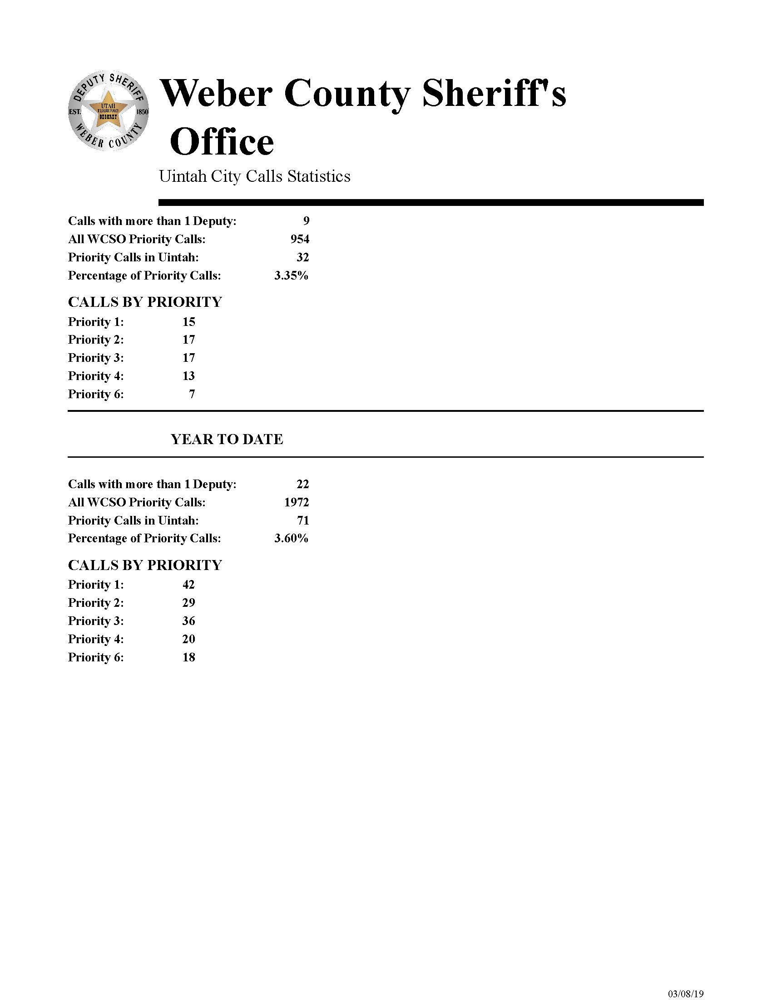 DEPUTY SHERIFF
EST.
UTAH
TERRITORY
DESERET
1850
WEBER COUNTY
Weber County Sheriff's
Office
Uintah City Calls Statistics
Calls with more than 1 Deputy: 9
All WCSO Priority Calls: 954
Priority Calls in Uintah: 32
Percentage of Priority Calls: 3.35%
CALLS BY PRIORITY
Priority 1: 15
Priority 2: 17
Priority 3: 17
Priority 4: 13
Priority 6: 7
YEAR TO DATE
Calls with more than 1 Deputy: 22
All WCSO Priority Calls: 1972
Priority Calls in Uintah: 71
Percentage of Priority Calls: 3.60%
CALLS BY PRIORITY
Priority 1: 42
Priority 2: 29
Priority 3: 36
Priority 4: 20
Priority 6: 18
03/08/19